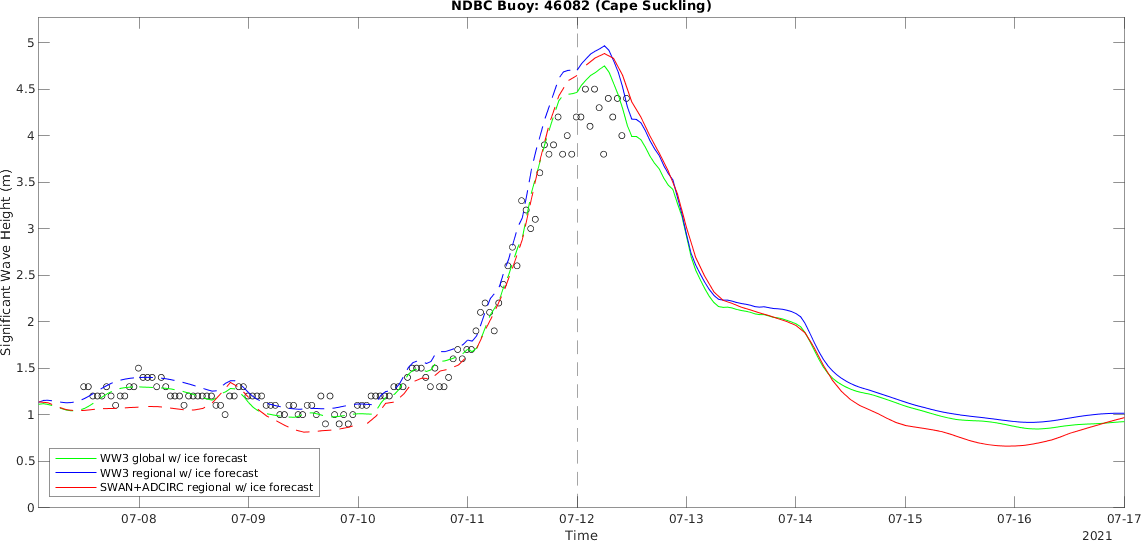 NDBC Buoy: 46082 (Cape Suckling)
Significant Wave Height (m)
5
4.5
4
3.5
3
2.5
2
1.5
1
0.5
0
WW3 global w/ ice forecast
WW3 regional w/ ice forecast
SWAN+ADCIRC regional w/ ice forecast
07-08 07-09 07-10 07-11 07-12 07-13 07-14 07-15 07-16 07-17
Time
2021